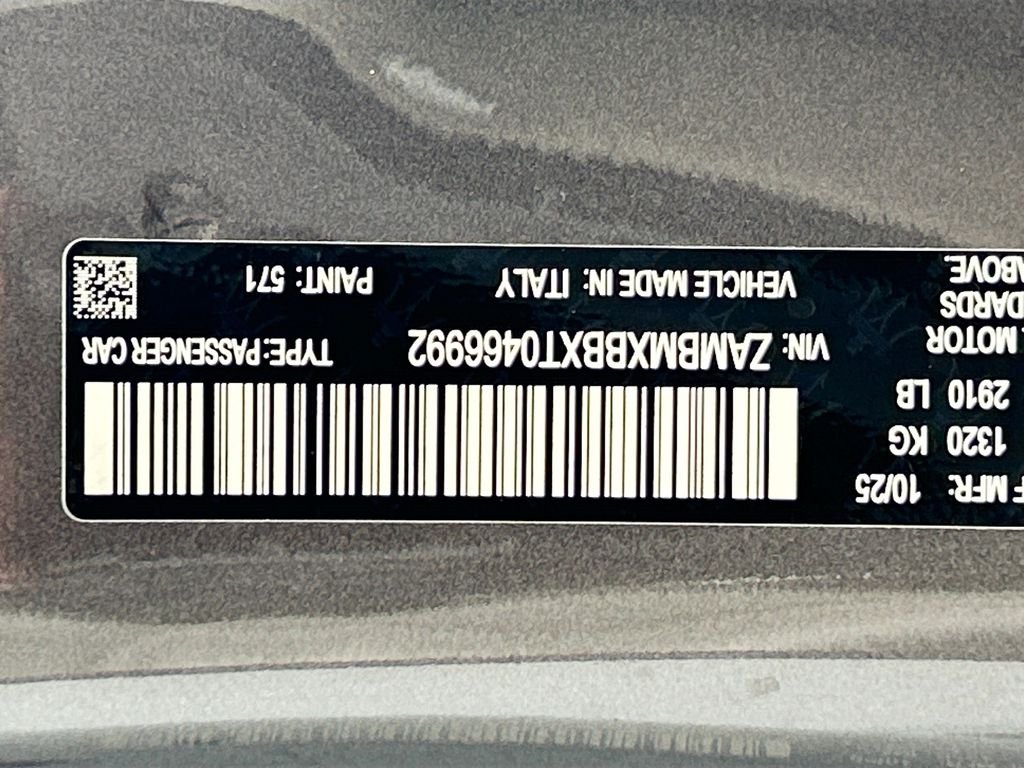 F MFR: 10/25
1320 KG
2910 LB
MOTOR
DARDS
ABOVE.
VIN: ZAMBMXBBXT0466992 TYPE: PASSENGER CAR
VEHICLE MADE IN: ITALY PAINT: 571